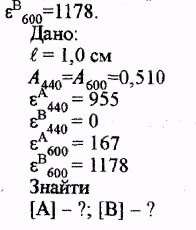 ε^B_600=1178.
Дано:
ℓ = 1,0 см
A_440=A_600=0,510
ε^A_440 = 955
ε^B_440 = 0
ε^A_600 = 167
ε^B_600 = 1178
Знайти
[A] – ?; [B] – ?